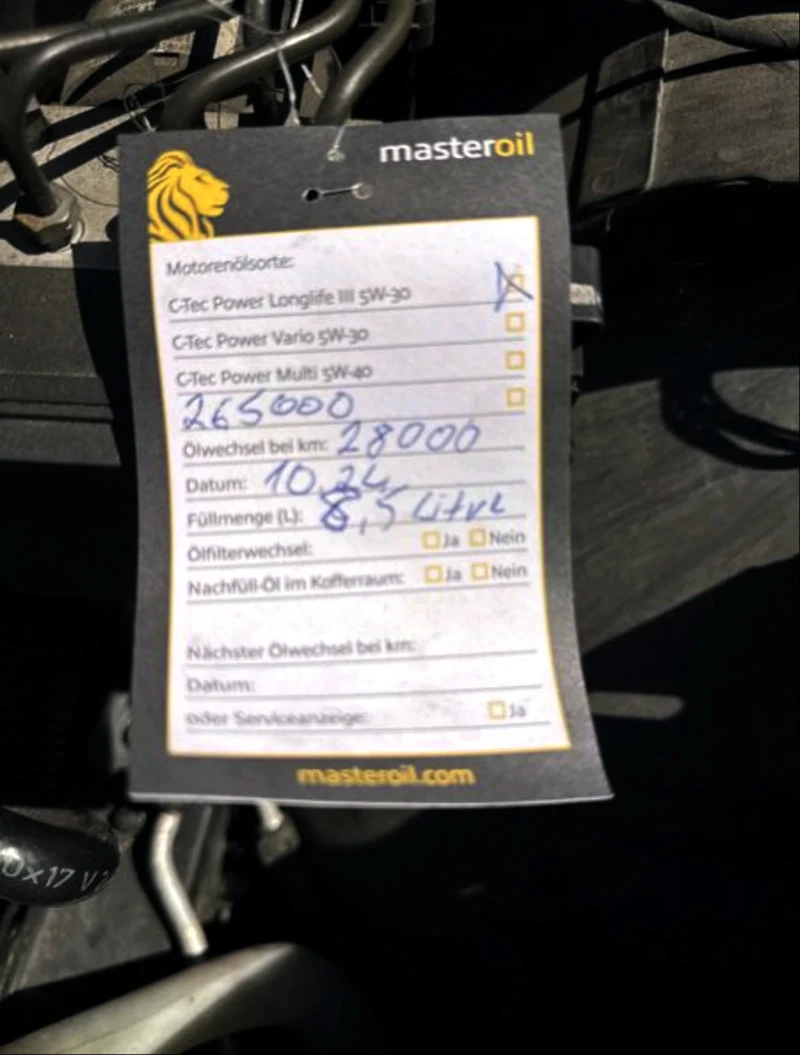 masteroil
Motorenölsorte:
C-Tec Power Longlife III 5W-30
C-Tec Power Vario 5W-30
C-Tec Power Multi 5W-40
265000
Ölwechsel bei km: 28000
Datum: 10.24
Füllmenge (L): 8,5 Litre
Ölfilterwechsel: Ja Nein
Nachfüll-Öl im Kofferraum: Ja Nein
Nächster Ölwechsel bei km:
Datum:
oder Serviceanzeige: Ja
masteroil.com
0x17